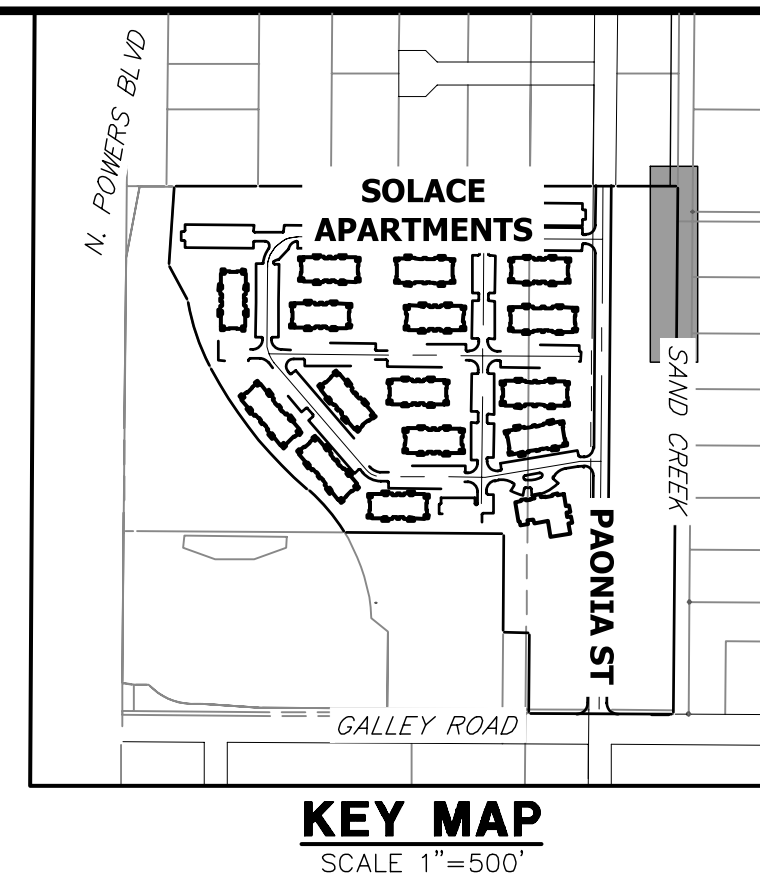 N. POWERS BLVD
SOLACE
APARTMENTS
SAND CREEK
PAONIA ST
GALLEY ROAD
KEY MAP
SCALE 1"=500'